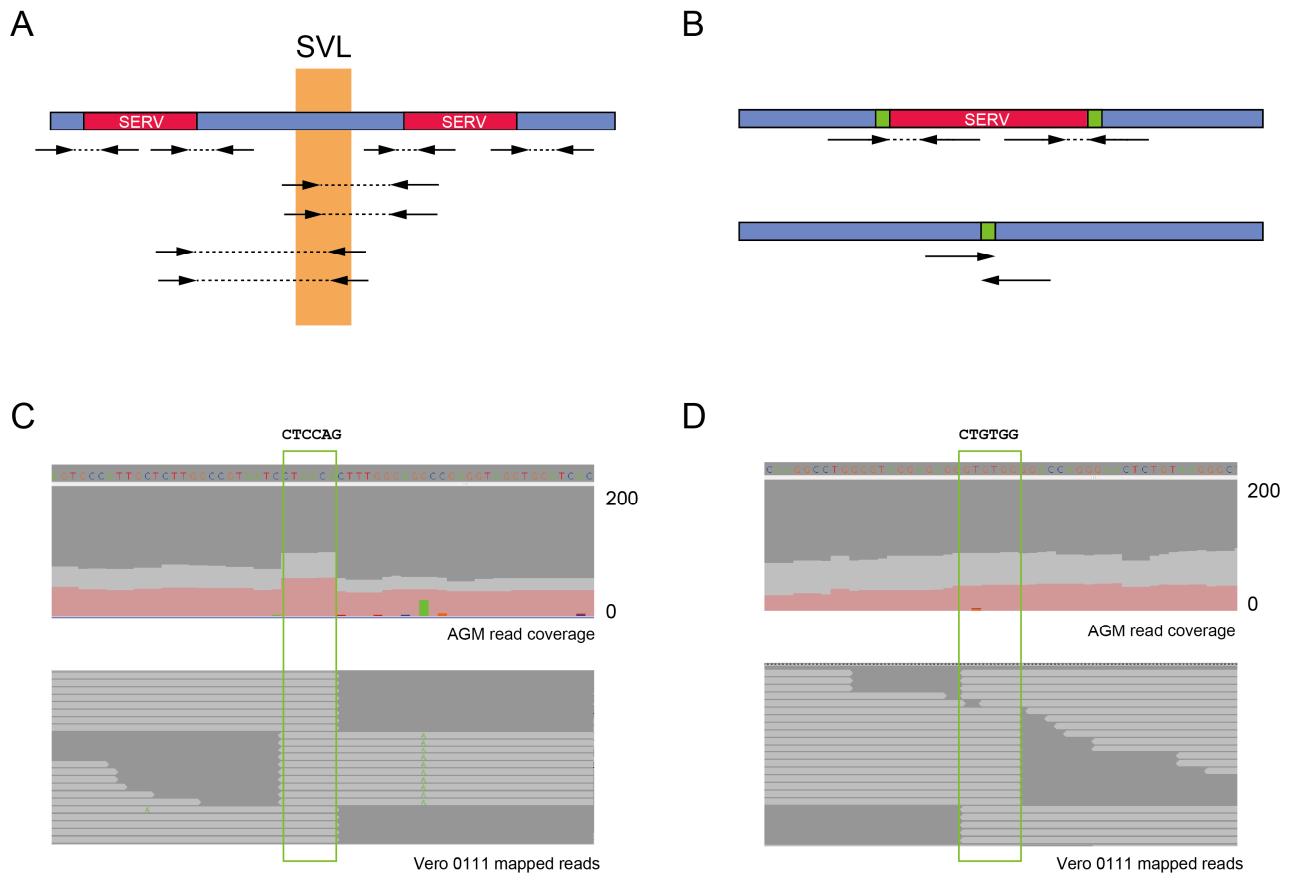 A
B
SVL
SERV
SERV
SERV
C
D
CTCCAG
CTGTGG
200
200
0
0
AGM read coverage
AGM read coverage
Vero 0111 mapped reads
Vero 0111 mapped reads